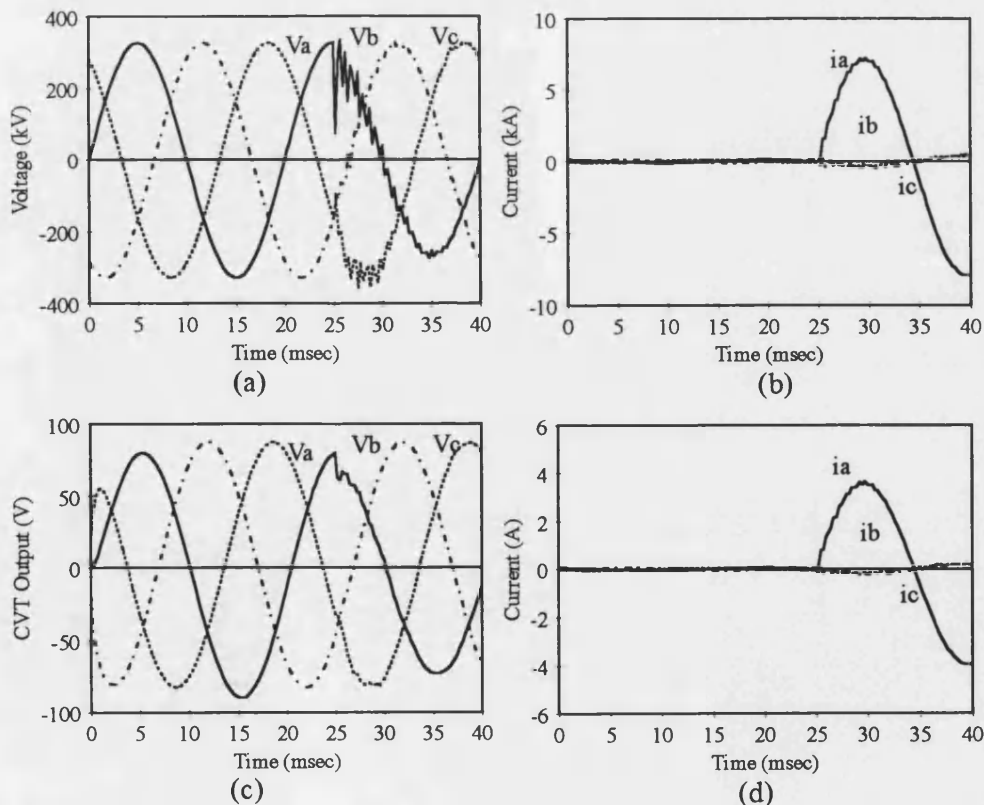 400
200
0
-200
-400
Voltage (kV)
Va
Vb
Vc
0 5 10 15 20 25 30 35 40
Time (msec)
(a)
10
5
0
-5
-10
Current (kA)
ia
ib
ic
0 5 10 15 20 25 30 35 40
Time (msec)
(b)
100
50
0
-50
-100
CVT Output (V)
Va
Vb
Vc
0 5 10 15 20 25 30 35 40
Time (msec)
(c)
6
4
2
0
-2
-4
-6
Current (A)
ia
ib
ic
0 5 10 15 20 25 30 35 40
Time (msec)
(d)